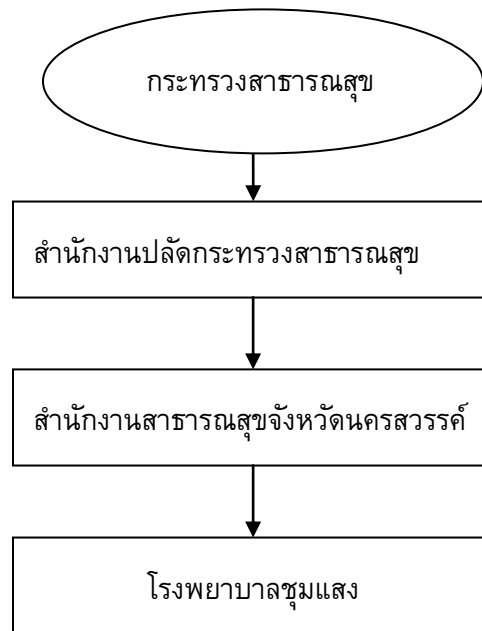 กระทรวงสาธารณสุข
สำนักงานปลัดกระทรวงสาธารณสุข
สำนักงานสาธารณสุขจังหวัดนครสวรรค์
โรงพยาบาลชุมแสง